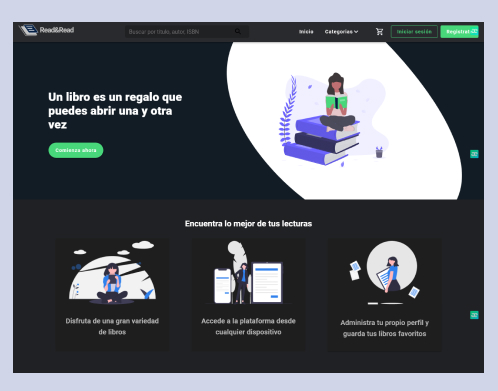 Read&Read
Buscar por título, autor, ISBN
Inicio
Categorías
Iniciar sesión
Un libro es un regalo que
puedes abrir una y otra
vez
Comienza ahora
Encuentra lo mejor de tus lecturas
Disfruta de una gran variedad
de libros
Accede a la plataforma desde
cualquier dispositivo
Administra tu propio perfil y
guarda tus libros favoritos